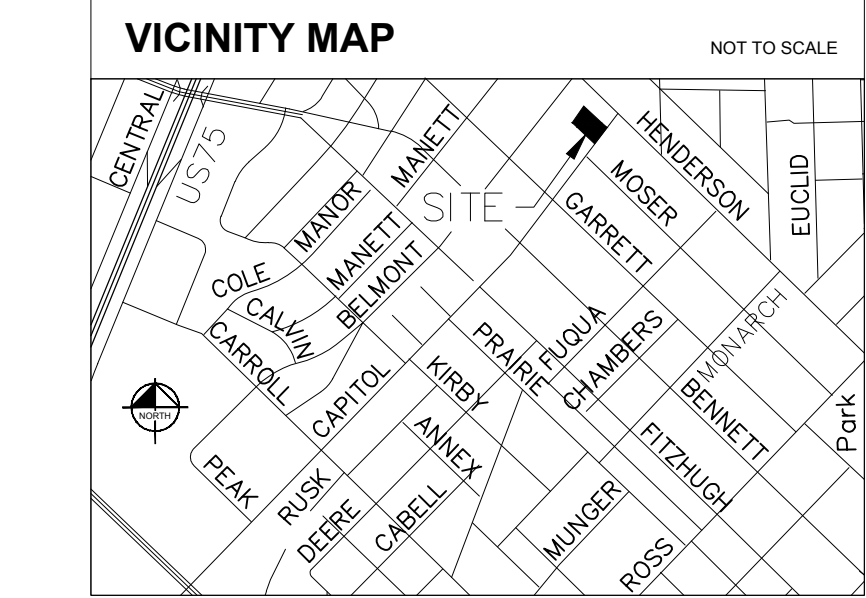 VICINITY MAP
NOT TO SCALE
CENTRAL
US75
MANETT
HENDERSON
EUCLID
MOSER
SITE
GARRETT
MANOR
MANETT
BELMONT
COLE
CALVIN
CARROLL
CAPITOL
KIRBY
PRAIRIE
FUQUA
CHAMBERS
MONARCH
BENNETT
Park
NORTH
ANNEX
FITZHUGH
PEAK
RUSK
DEERE
CABELL
MUNGER
ROSS